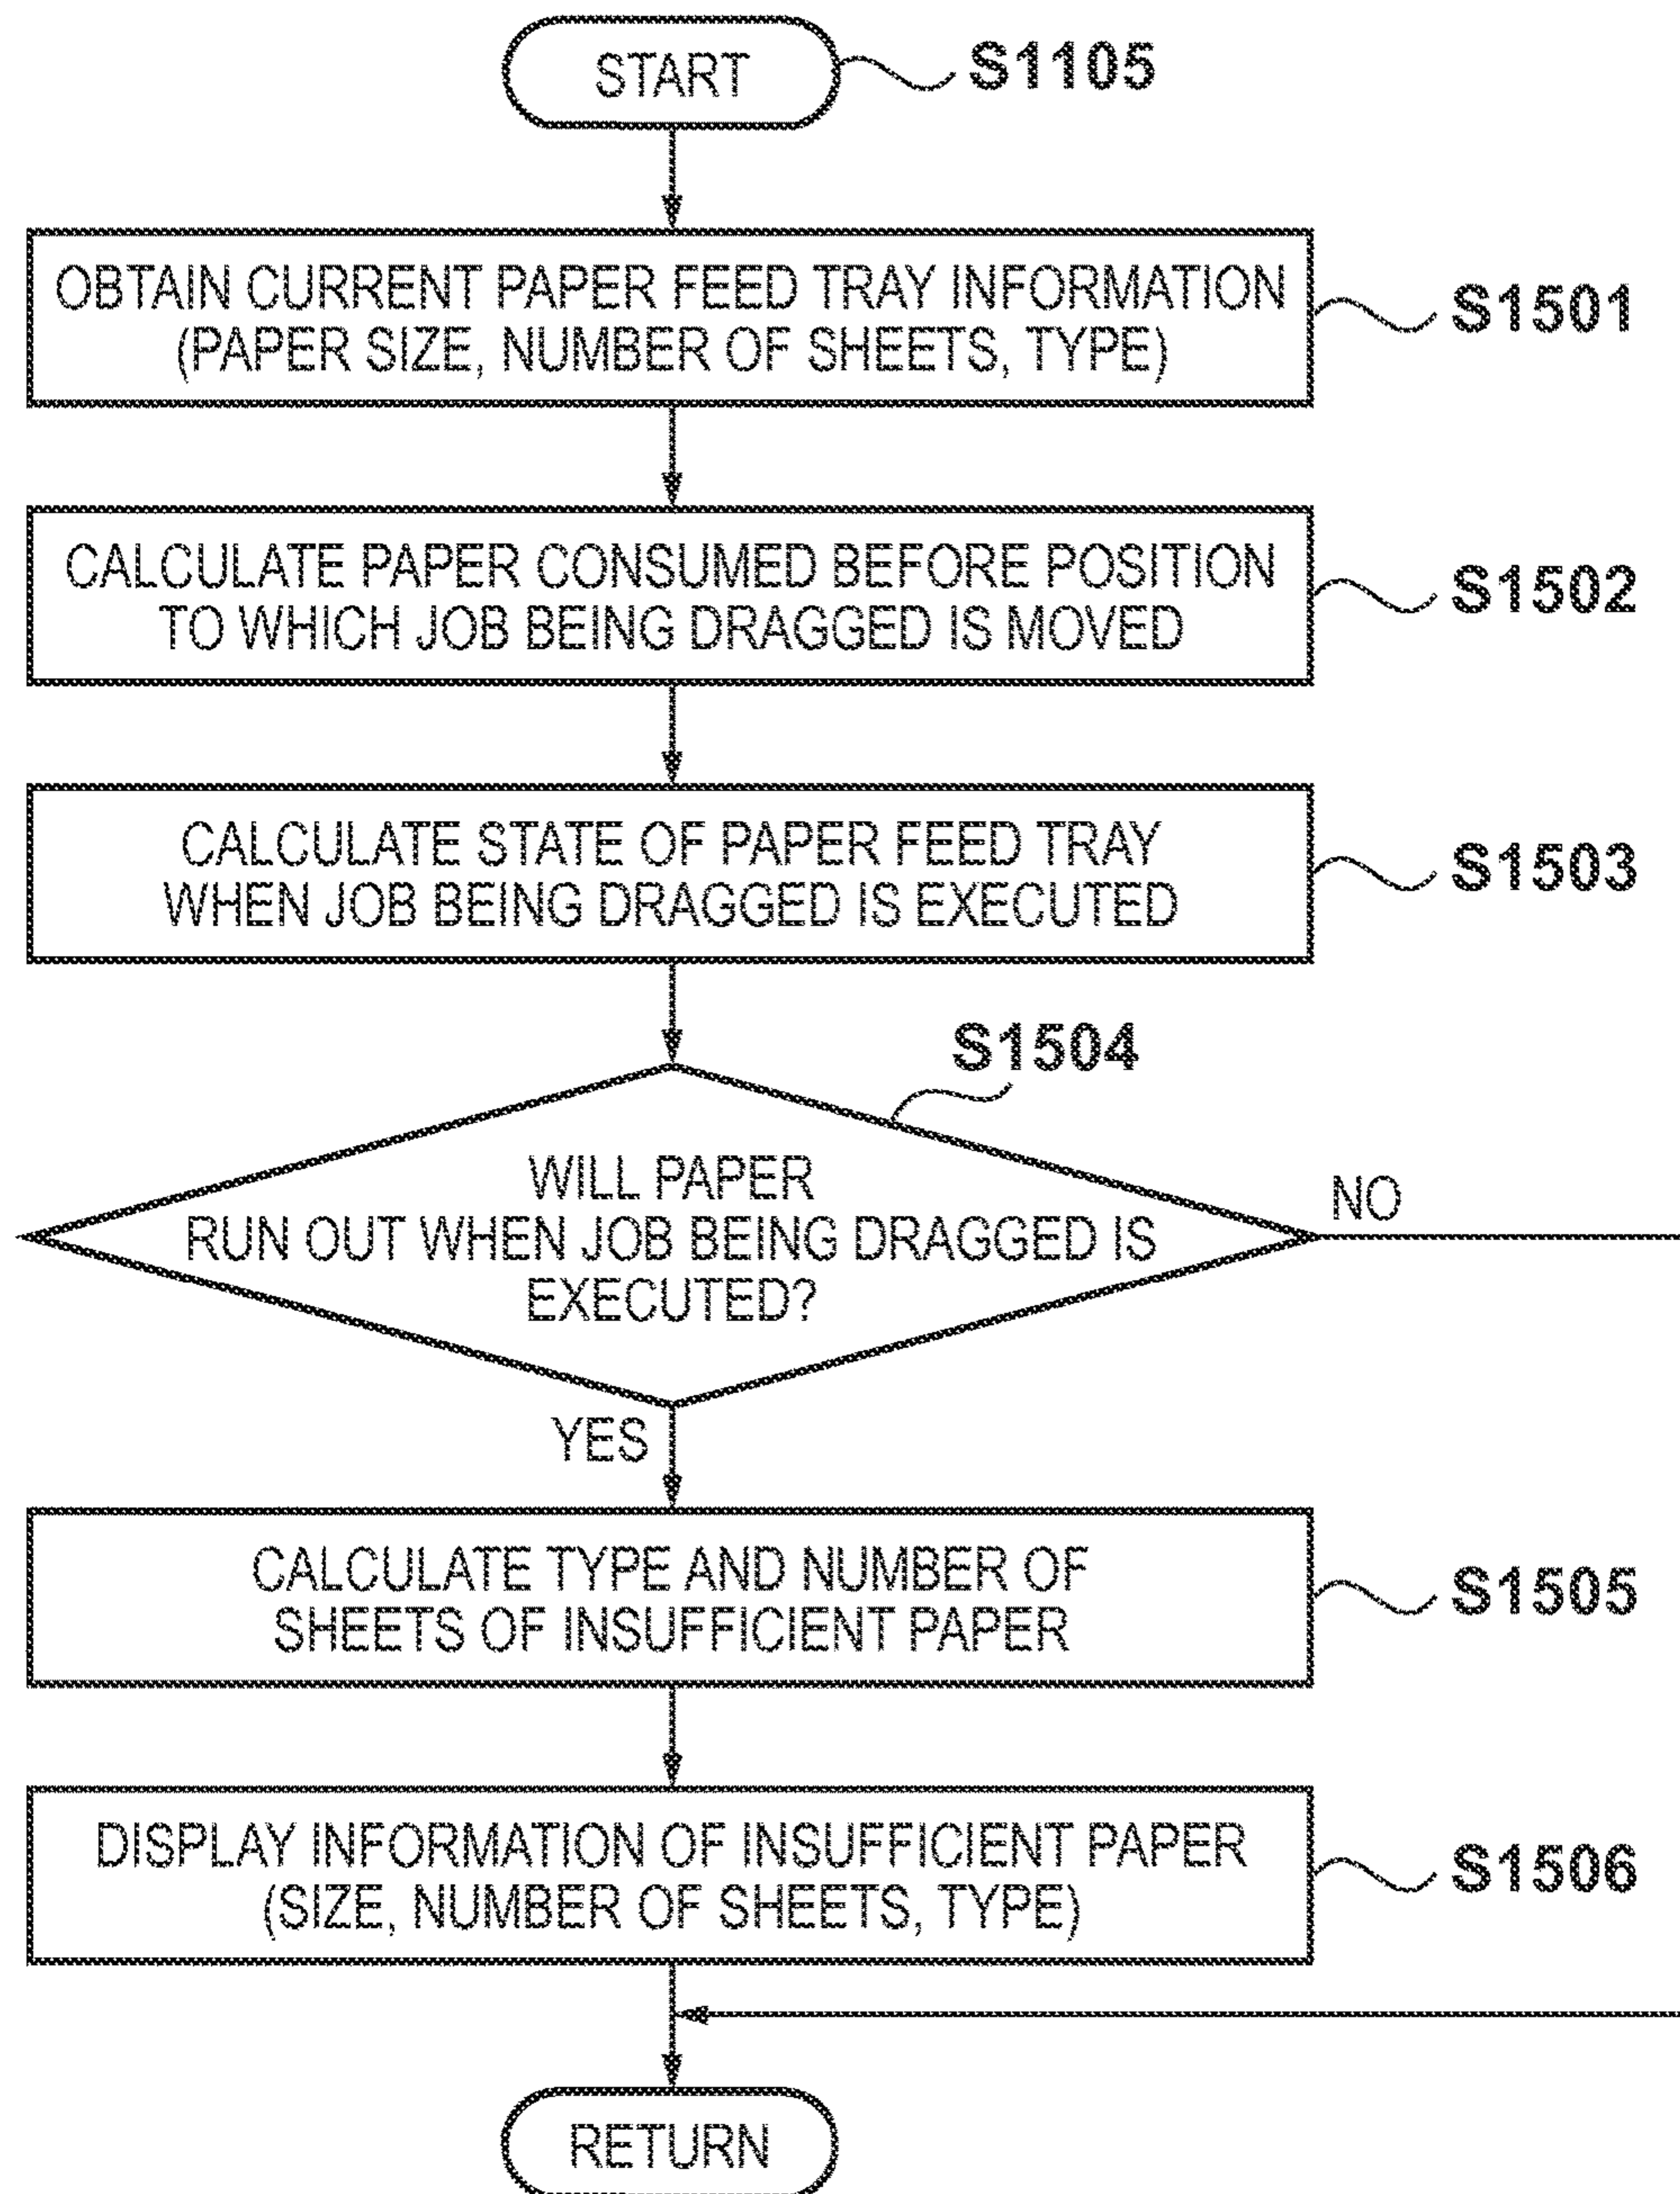 START
S1105
OBTAIN CURRENT PAPER FEED TRAY INFORMATION
(PAPER SIZE, NUMBER OF SHEETS, TYPE)
S1501
CALCULATE PAPER CONSUMED BEFORE POSITION
TO WHICH JOB BEING DRAGGED IS MOVED
S1502
CALCULATE STATE OF PAPER FEED TRAY
WHEN JOB BEING DRAGGED IS EXECUTED
S1503
S1504
WILL PAPER
RUN OUT WHEN JOB BEING DRAGGED IS
EXECUTED?
NO
YES
CALCULATE TYPE AND NUMBER OF
SHEETS OF INSUFFICIENT PAPER
S1505
DISPLAY INFORMATION OF INSUFFICIENT PAPER
(SIZE, NUMBER OF SHEETS, TYPE)
S1506
RETURN